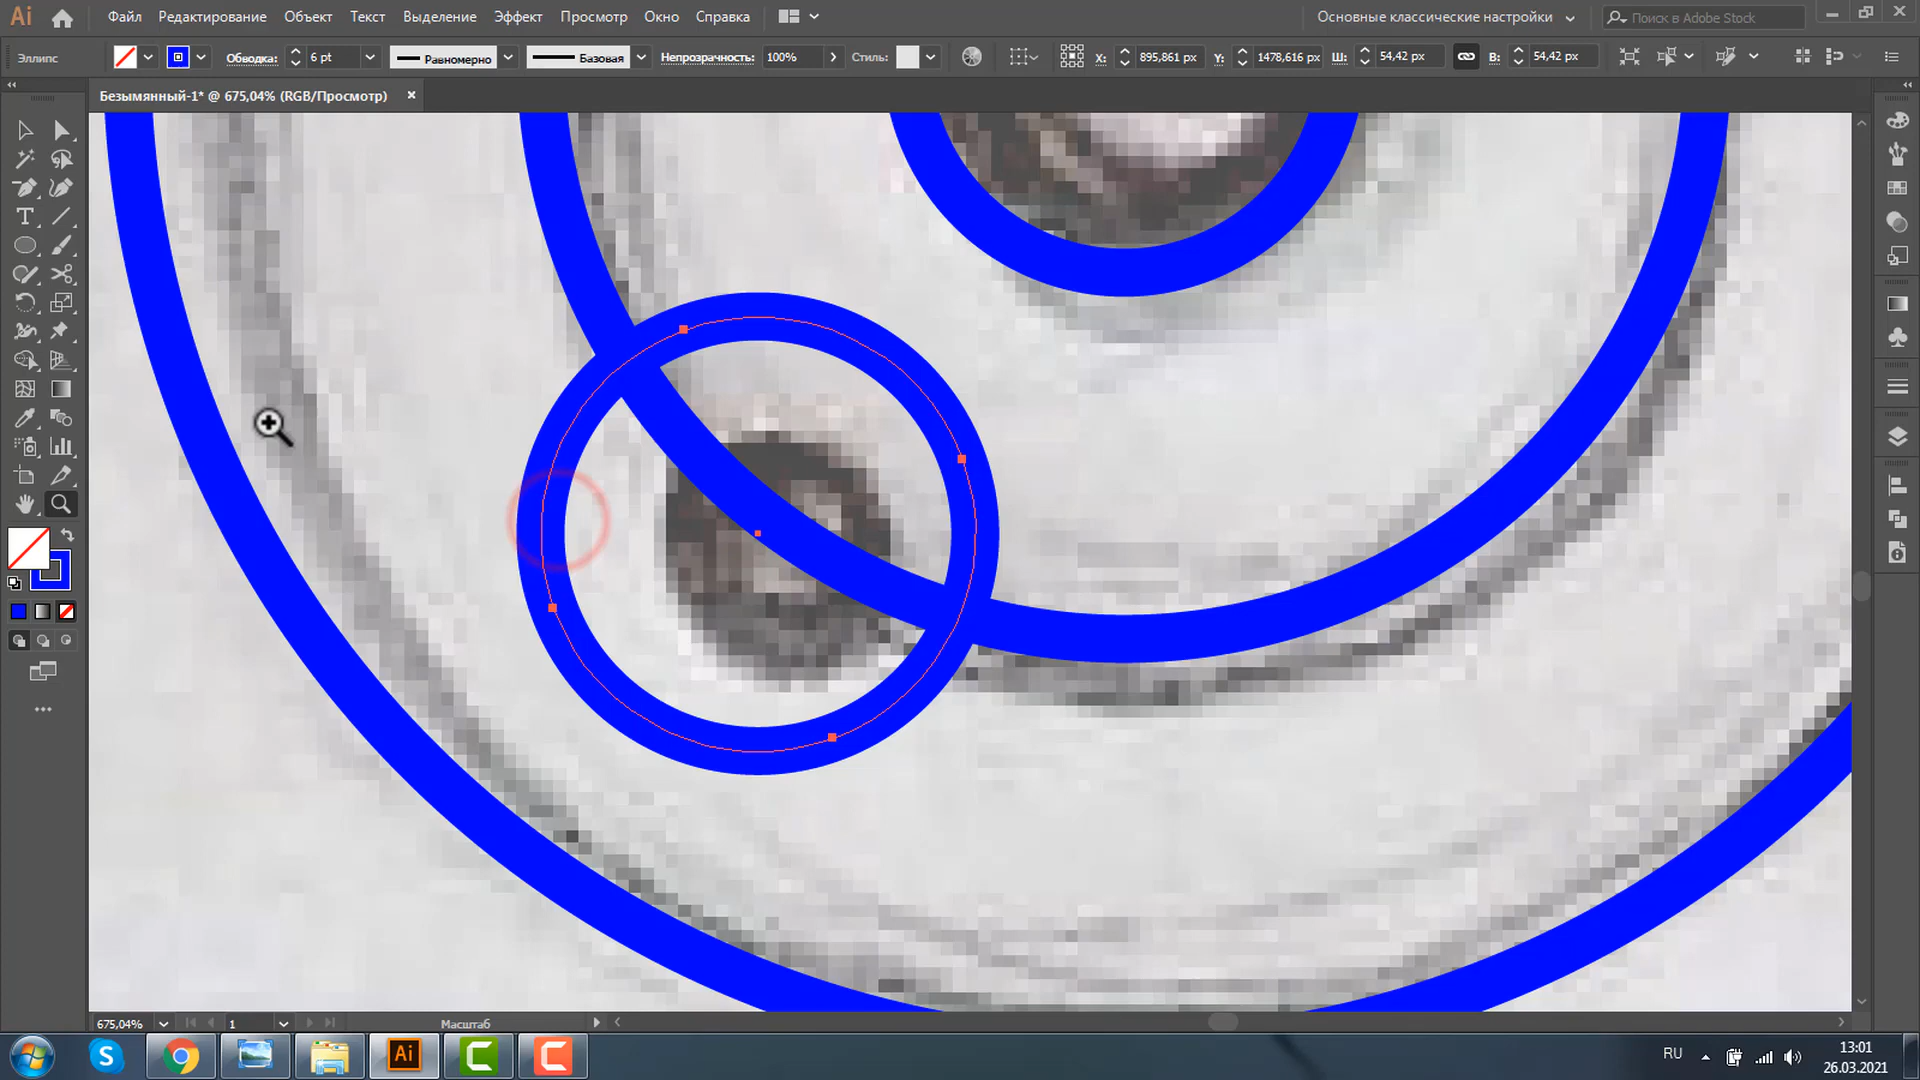 Ai Файл Редактирование Объект Текст Выделение Эффект Просмотр Окно Справка Основные классические настройки Поиск в Adobe Stock
Эллипс Обводка: 6 pt Равномерно Базовая Непрозрачность: 100% Стиль: X: 895,861 px Y: 1478,616 px Ш: 54,42 px В: 54,42 px
Безымянный-1* @ 675,04% (RGB/Просмотр)
675,04% 1 Масштаб
Ai RU 13:01
26.03.2021